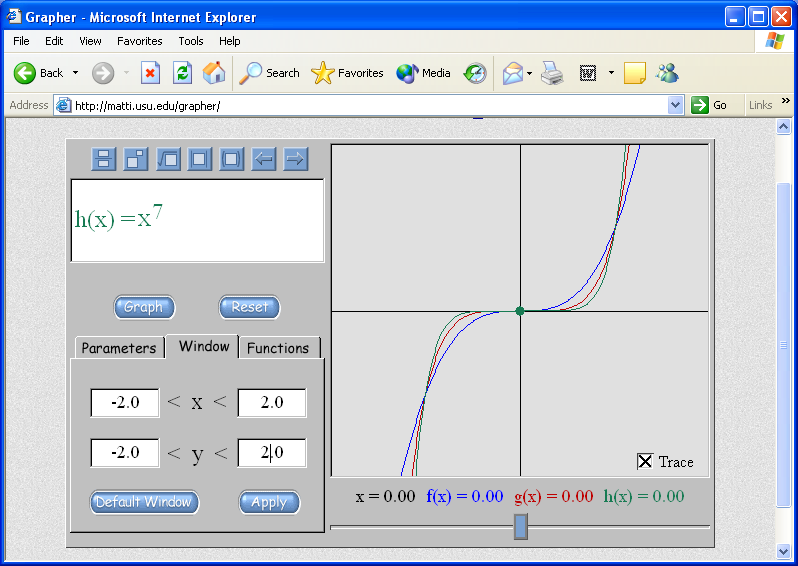 Grapher - Microsoft Internet Explorer
File Edit View Favorites Tools Help
Back Search Favorites Media
Address http://matti.usu.edu/grapher/ Go Links »
h(x) = x⁷
Graph Reset
Parameters Window Functions
-2.0 < x < 2.0
-2.0 < y < 2.0
Default Window Apply
Trace
x = 0.00 f(x) = 0.00 g(x) = 0.00 h(x) = 0.00